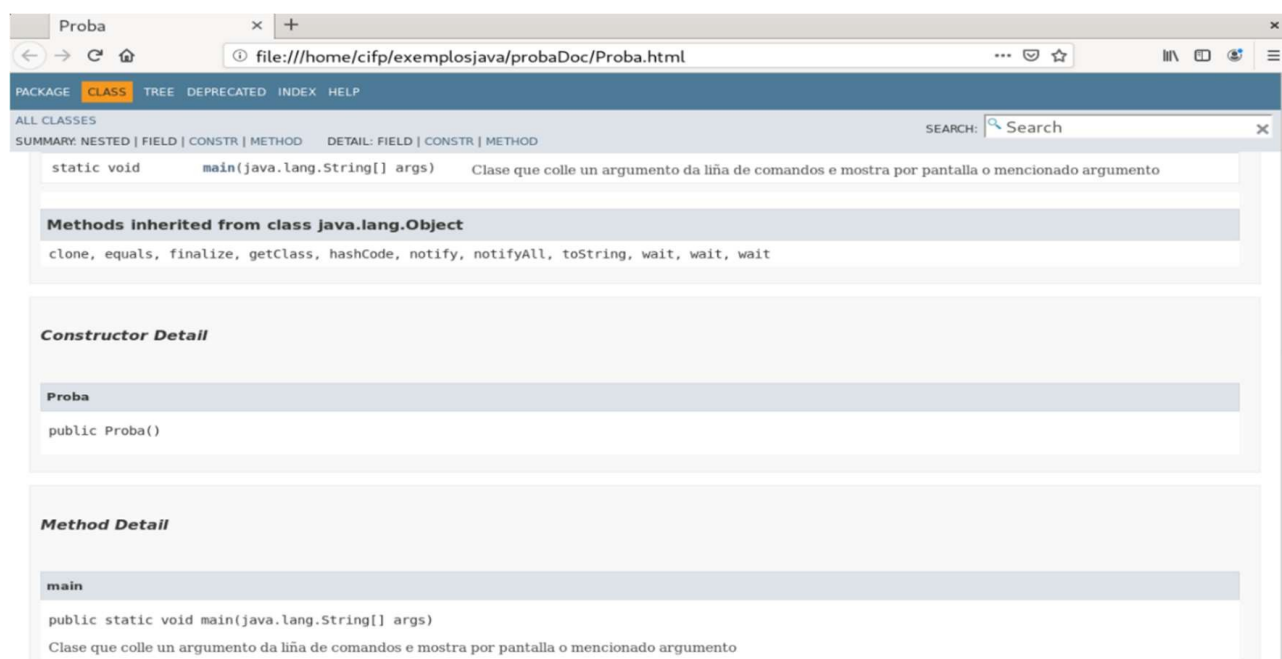 Proba
file:///home/cifp/exemplosjava/probaDoc/Proba.html
PACKAGE CLASS TREE DEPRECATED INDEX HELP
ALL CLASSES
SEARCH: Search
SUMMARY: NESTED | FIELD | CONSTR | METHOD DETAIL: FIELD | CONSTR | METHOD
static void main(java.lang.String[] args) Clase que colle un argumento da liña de comandos e mostra por pantalla o mencionado argumento
Methods inherited from class java.lang.Object
clone, equals, finalize, getClass, hashCode, notify, notifyAll, toString, wait, wait, wait
Constructor Detail
Proba
public Proba()
Method Detail
main
public static void main(java.lang.String[] args)
Clase que colle un argumento da liña de comandos e mostra por pantalla o mencionado argumento